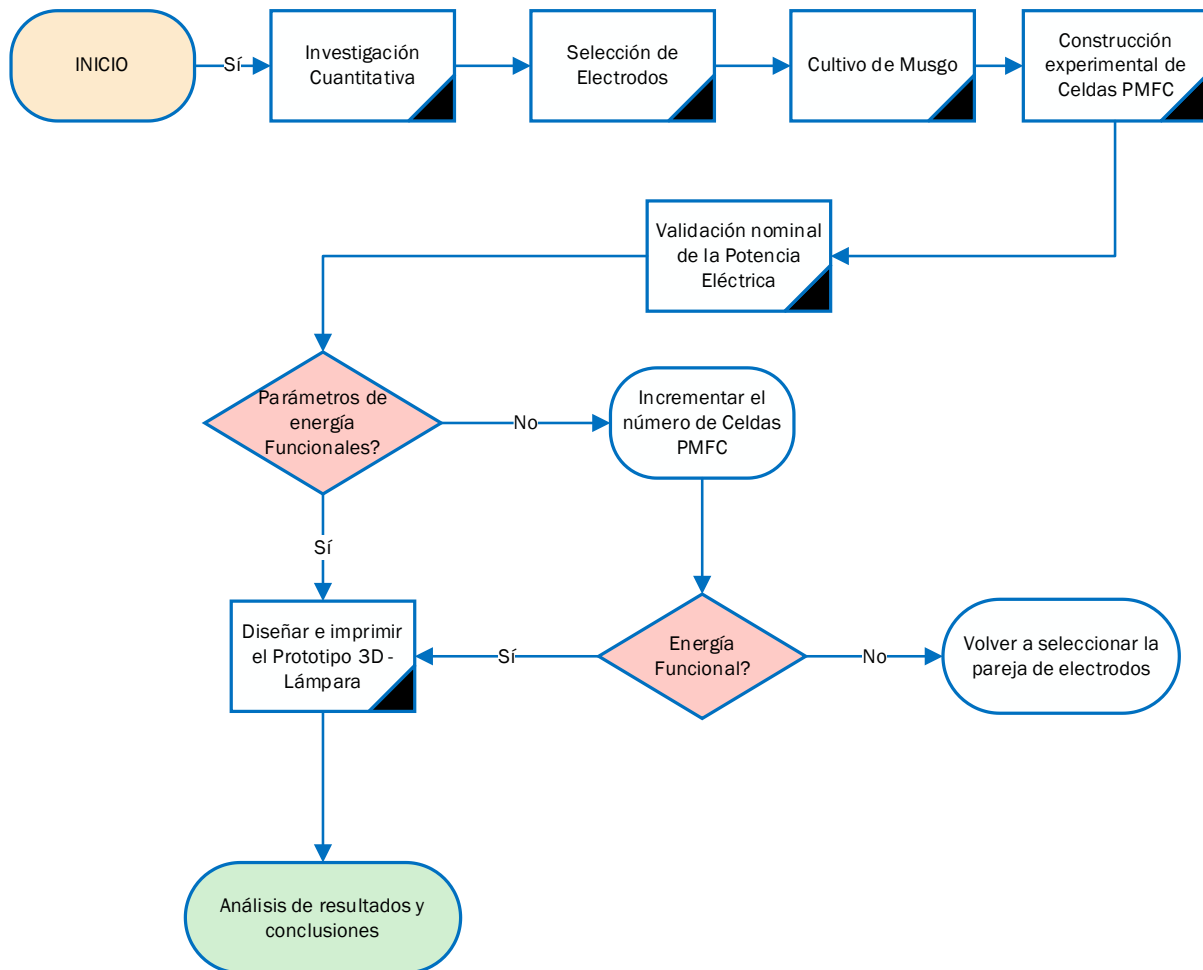 INICIO
Sí
Investigación
Cuantitativa
Selección de
Electrodos
Cultivo de Musgo
Construcción
experimental de
Celdas PMFC
Validación nominal
de la Potencia
Eléctrica
Parámetros de
energía
Funcionales?
No
Incrementar el
número de Celdas
PMFC
Sí
Diseñar e imprimir
el Prototipo 3D -
Lámpara
Sí
Energía
Funcional?
No
Volver a seleccionar la
pareja de electrodos
Análisis de resultados y
conclusiones